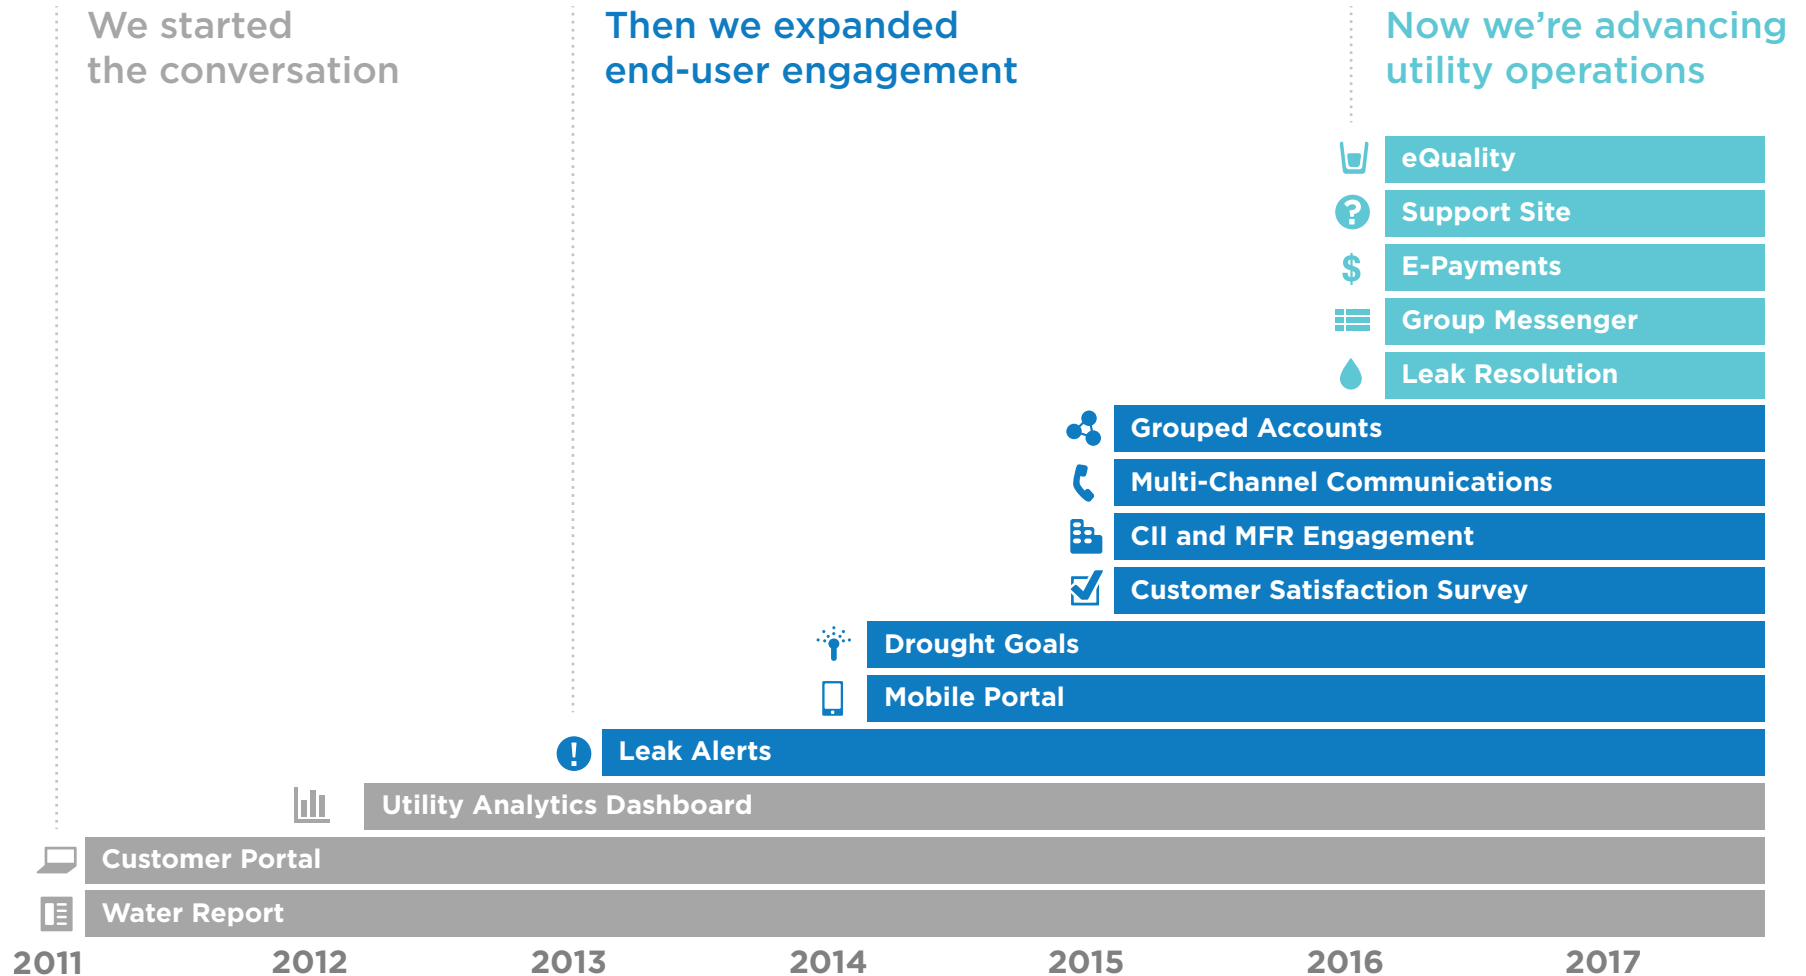 We started
the conversation
Then we expanded
end-user engagement
Now we're advancing
utility operations
eQuality
Support Site
E-Payments
Group Messenger
Leak Resolution
Grouped Accounts
Multi-Channel Communications
CII and MFR Engagement
Customer Satisfaction Survey
Drought Goals
Mobile Portal
Leak Alerts
Utility Analytics Dashboard
Customer Portal
Water Report
2011 2012 2013 2014 2015 2016 2017